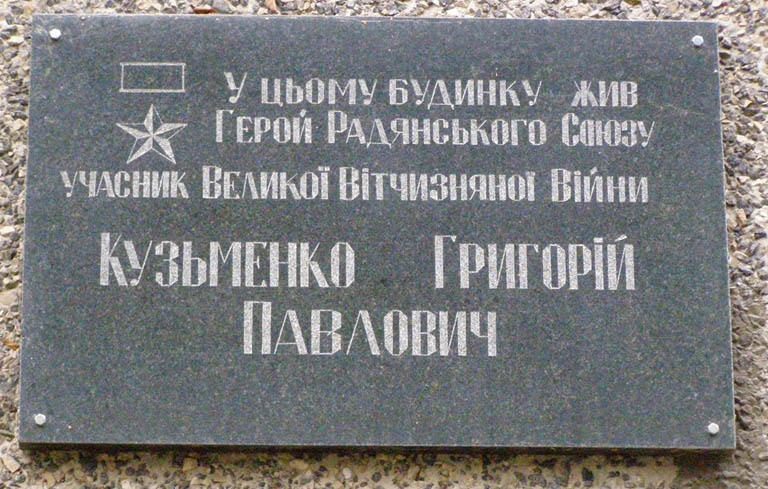 У цьому будинку жив
Герой Радянського Союзу
учасник Великої Вітчизняної Війни
Кузьменко Григорій
Павлович